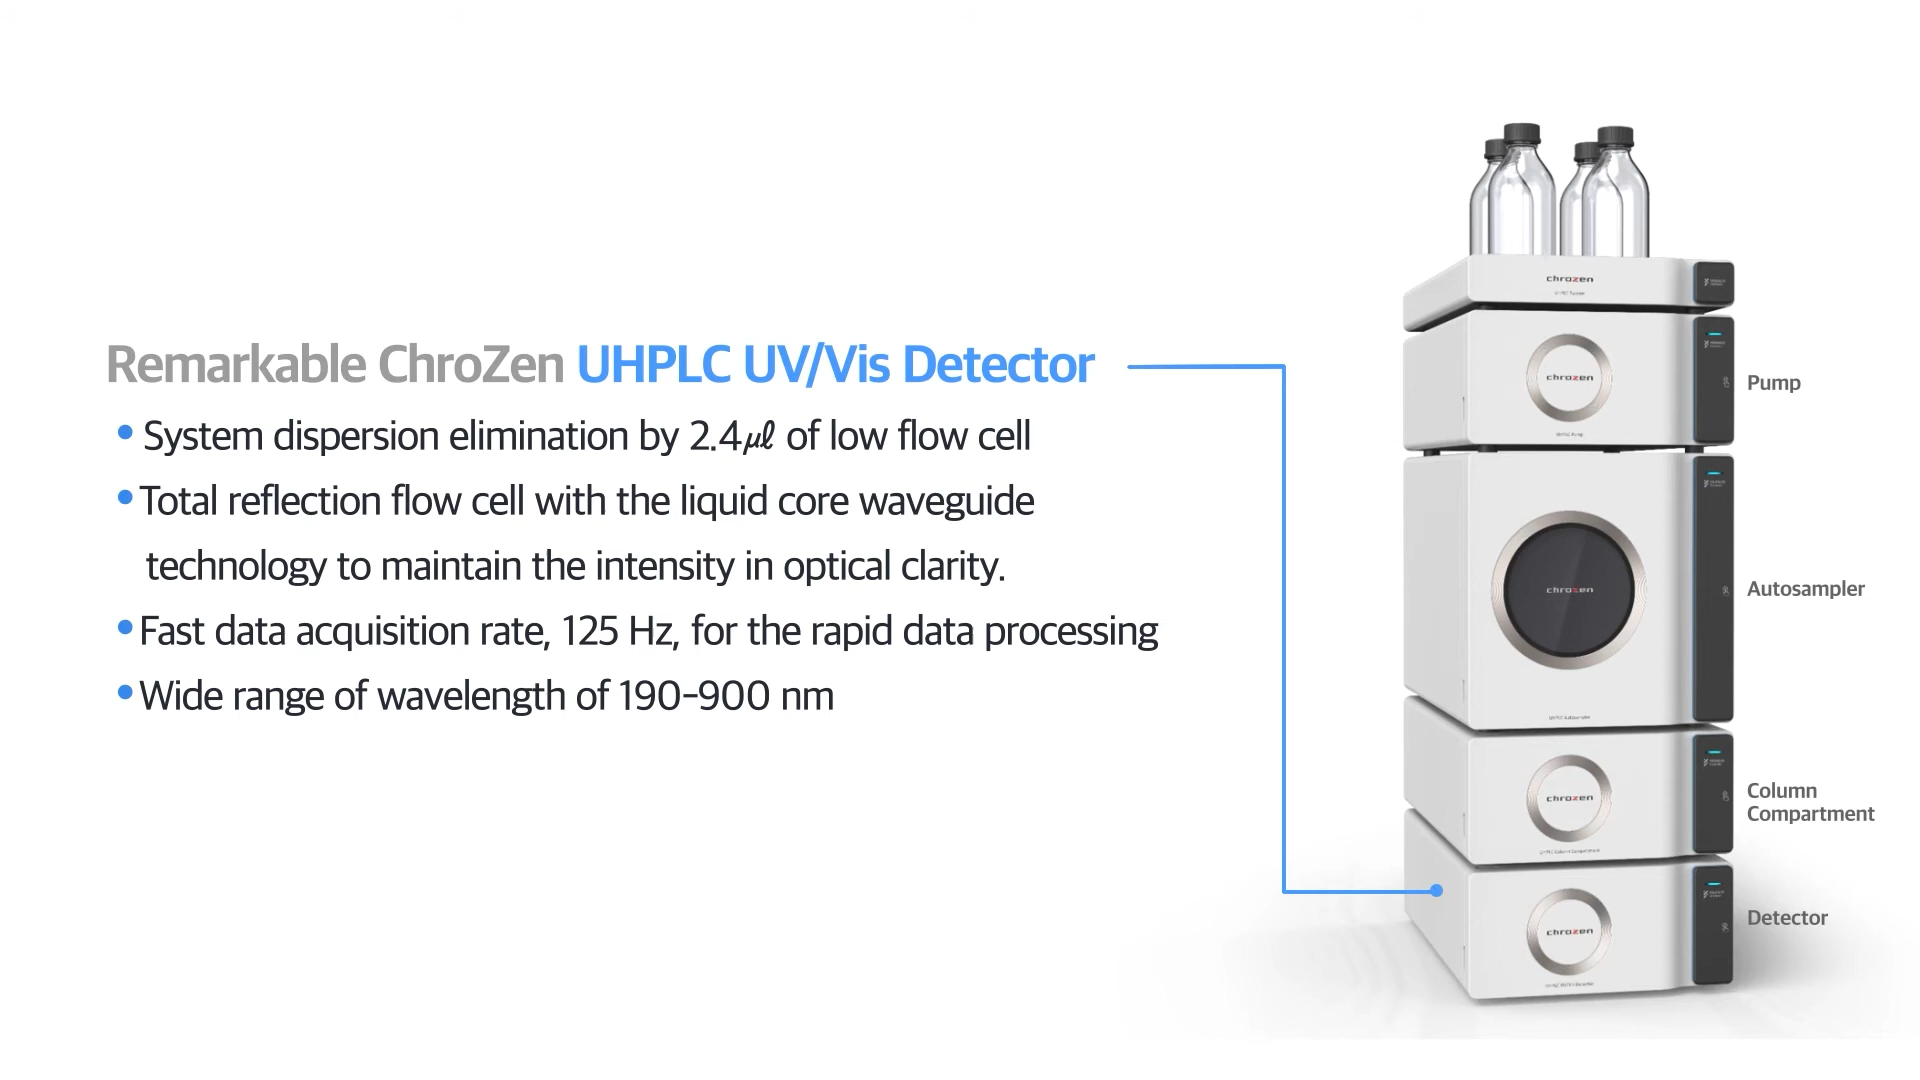 Remarkable ChroZen UHPLC UV/Vis Detector
• System dispersion elimination by 2.4㎕ of low flow cell
• Total reflection flow cell with the liquid core waveguide
technology to maintain the intensity in optical clarity.
• Fast data acquisition rate, 125 Hz, for the rapid data processing
• Wide range of wavelength of 190-900 nm
chrozen
chrozen
Pump
chrozen
Autosampler
chrozen
Column
Compartment
chrozen
Detector